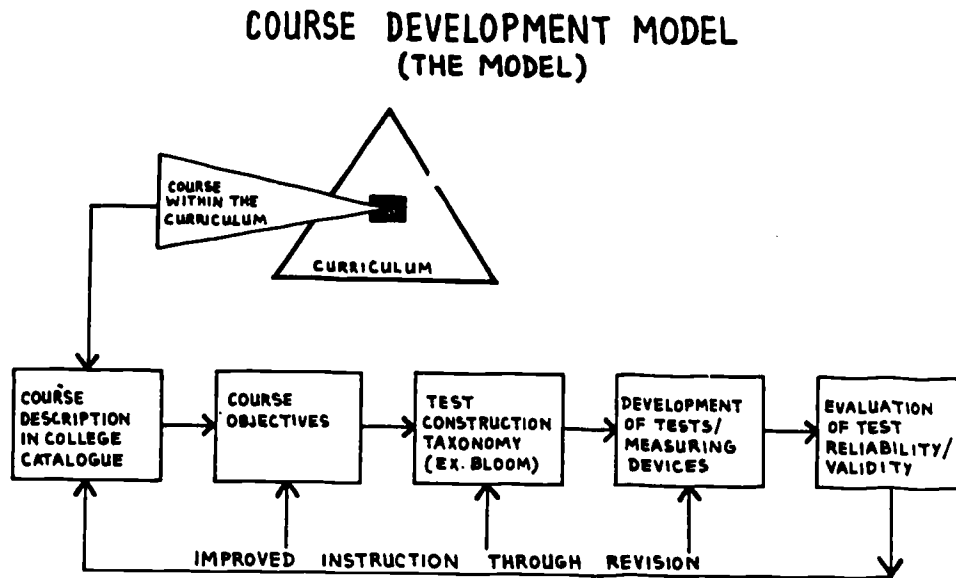 COURSE DEVELOPMENT MODEL
(THE MODEL)
COURSE
WITHIN THE
CURRICULUM
CURRICULUM
COURSE
DESCRIPTION
IN COLLEGE
CATALOGUE
COURSE
OBJECTIVES
TEST
CONSTRUCTION
TAXONOMY
(EX. BLOOM)
DEVELOPMENT
OF TESTS/
MEASURING
DEVICES
EVALUATION
OF TEST
RELIABILITY/
VALIDITY
IMPROVED INSTRUCTION THROUGH REVISION